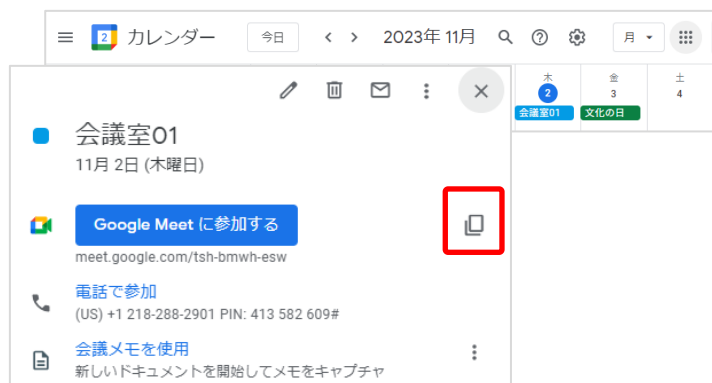 2 カレンダー 今日 2023年 11月 月
木 金 土
2 3 4
会議室01 文化の日
会議室01
11月 2日 (木曜日)
Google Meet に参加する
meet.google.com/tsh-bmwh-esw
電話で参加
(US) +1 218-288-2901 PIN: 413 582 609#
会議メモを使用
新しいドキュメントを開始してメモをキャプチャ